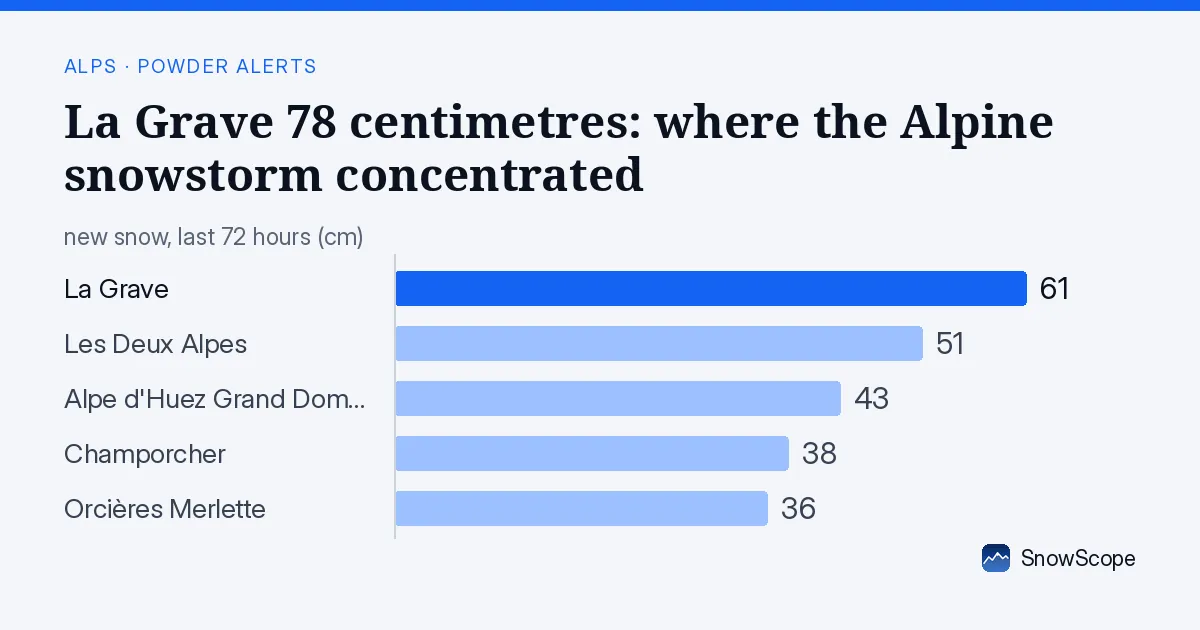 ALPS · POWDER ALERTS
La Grave 78 centimetres: where the Alpine
snowstorm concentrated
new snow, last 72 hours (cm)
La Grave 61
Les Deux Alpes 51
Alpe d'Huez Grand Dom... 43
Champorcher 38
Orcières Merlette 36
SnowScope